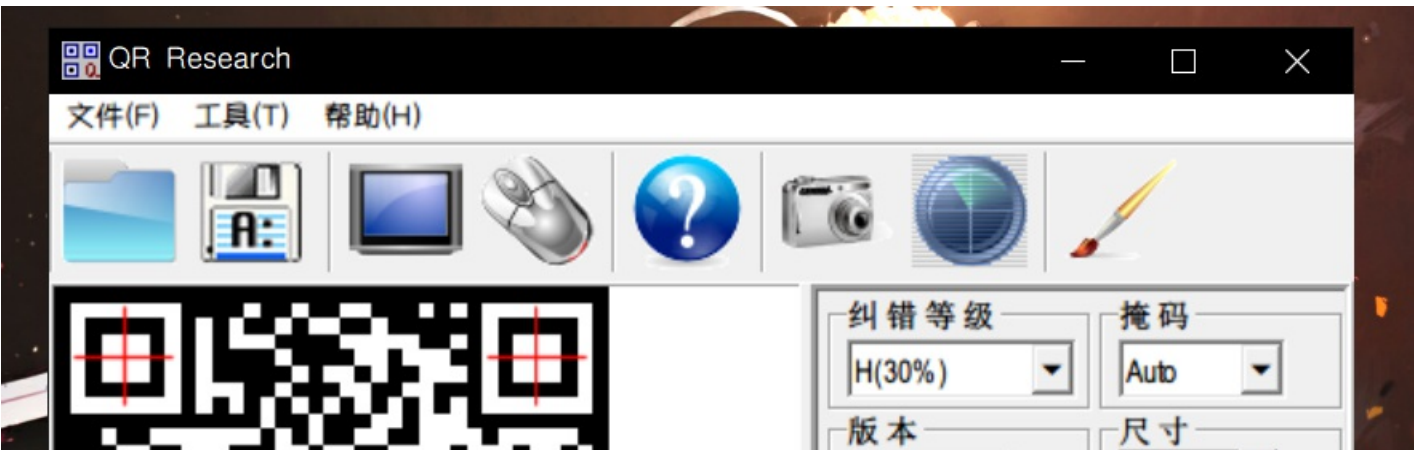 QR Research
文件(F) 工具(T) 帮助(H)
A:
纠错等级 掩码
H(30%) Auto
版本 尺寸